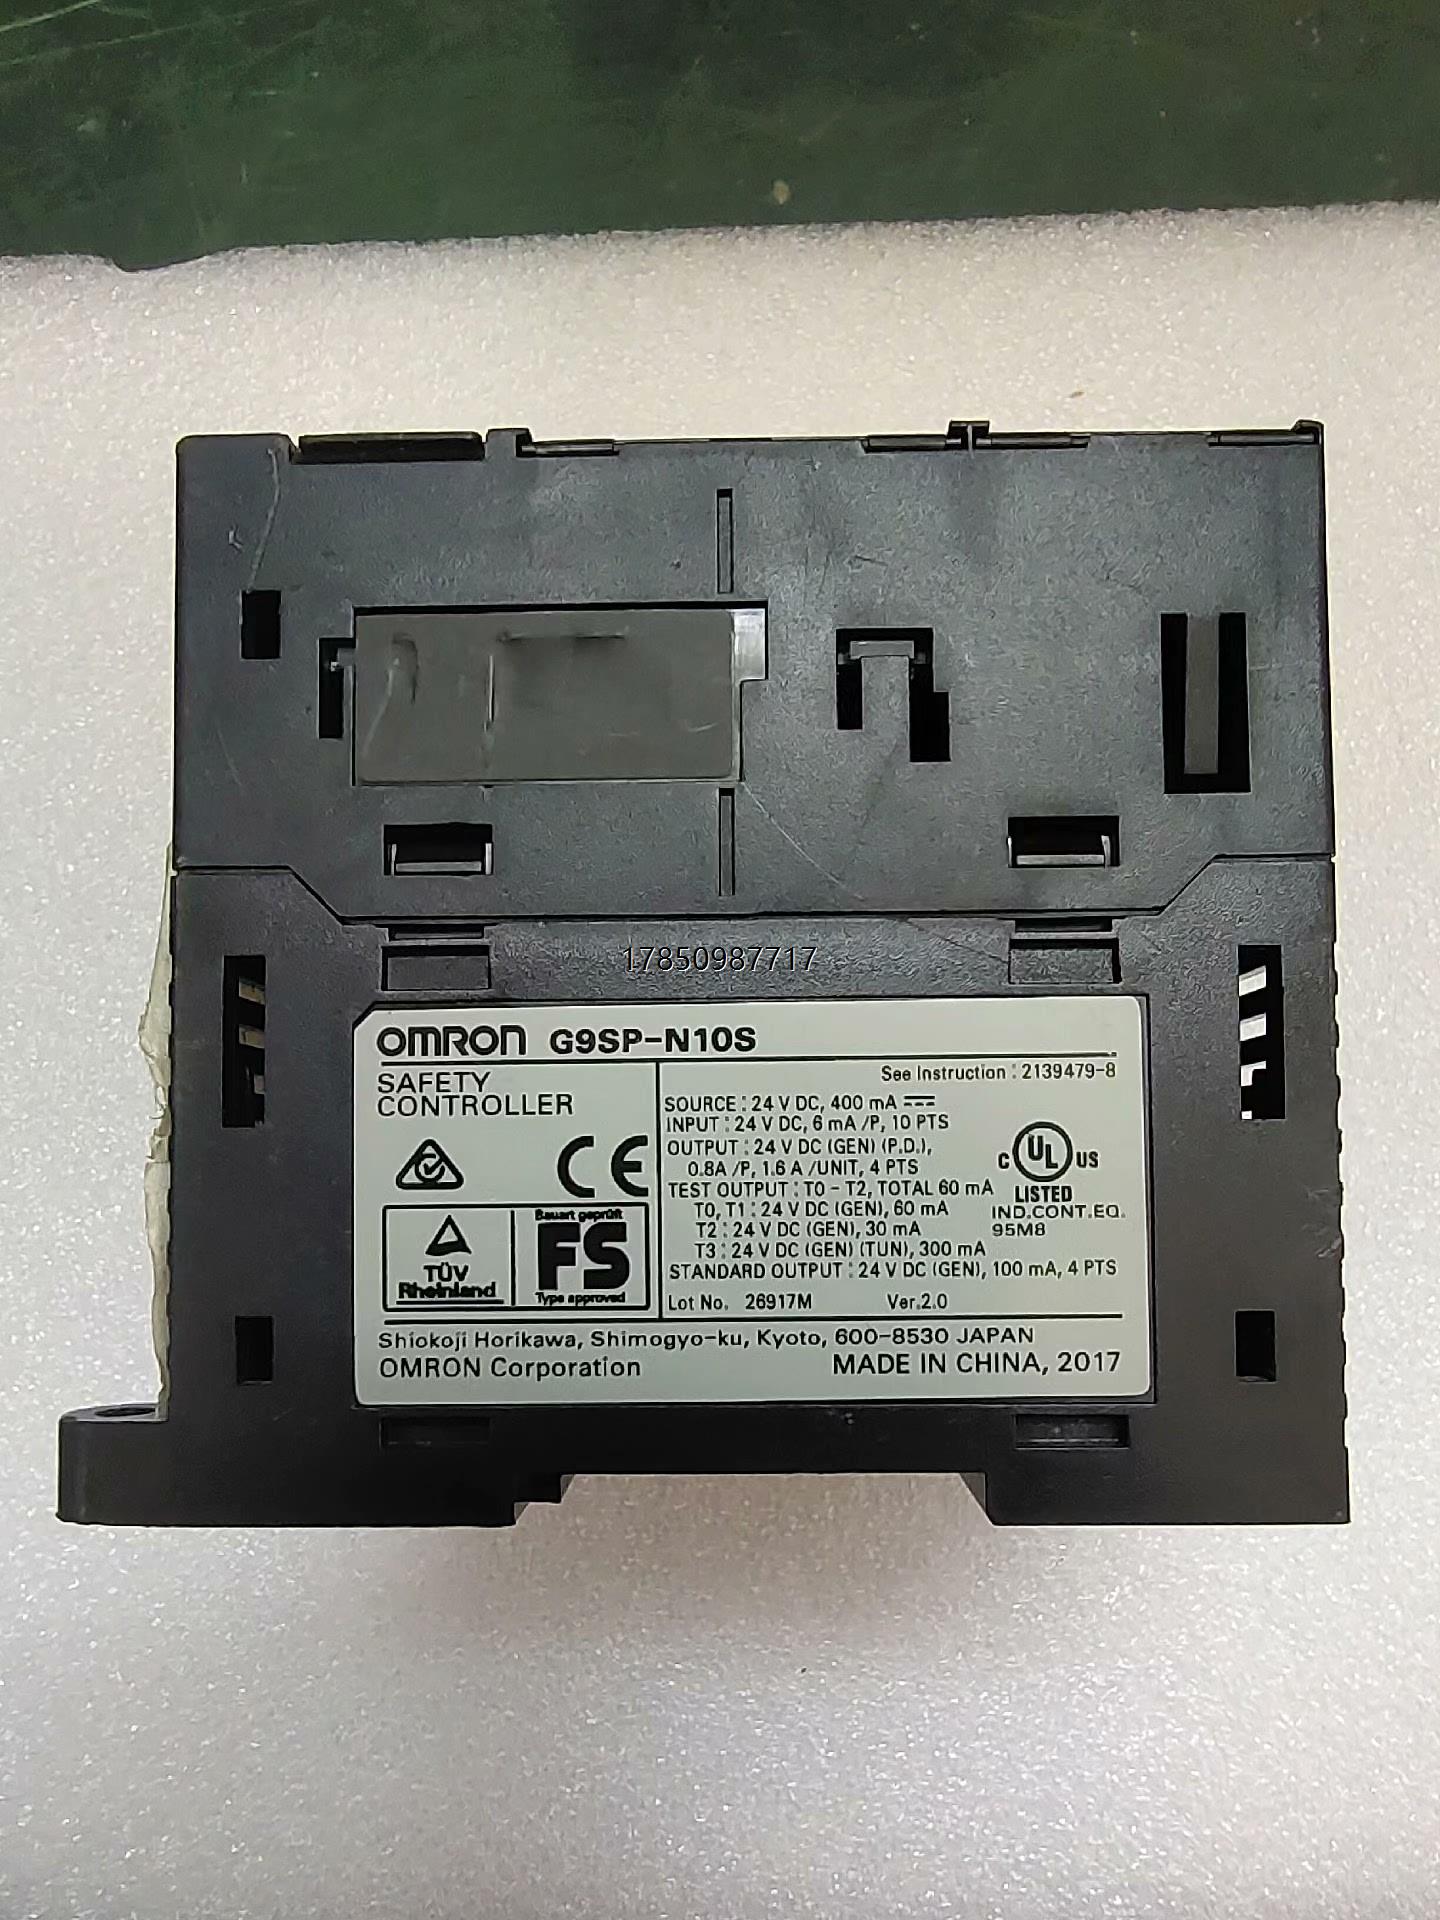 17850987717
OMRON G9SP-N10S
SAFETY
CONTROLLER
See Instruction : 2139479-8
SOURCE : 24 V DC, 400 mA
INPUT : 24 V DC, 6 mA /P, 10 PTS
OUTPUT : 24 V DC (GEN) (P.D.),
0.8A /P, 1.6 A /UNIT, 4 PTS
TEST OUTPUT : T0 - T2, TOTAL 60 mA
T0, T1 : 24 V DC (GEN), 60 mA
T2 : 24 V DC (GEN), 30 mA
T3 : 24 V DC (GEN) (TUN), 300 mA
STANDARD OUTPUT : 24 V DC (GEN), 100 mA, 4 PTS
Lot No. 26917M Ver.2.0
CE
C UL US
LISTED
IND.CONT.EQ.
95M8
TÜV
Rheinland
Bauart geprüft
FS
Type approved
Shiokoji Horikawa, Shimogyo-ku, Kyoto, 600-8530 JAPAN
OMRON Corporation MADE IN CHINA, 2017